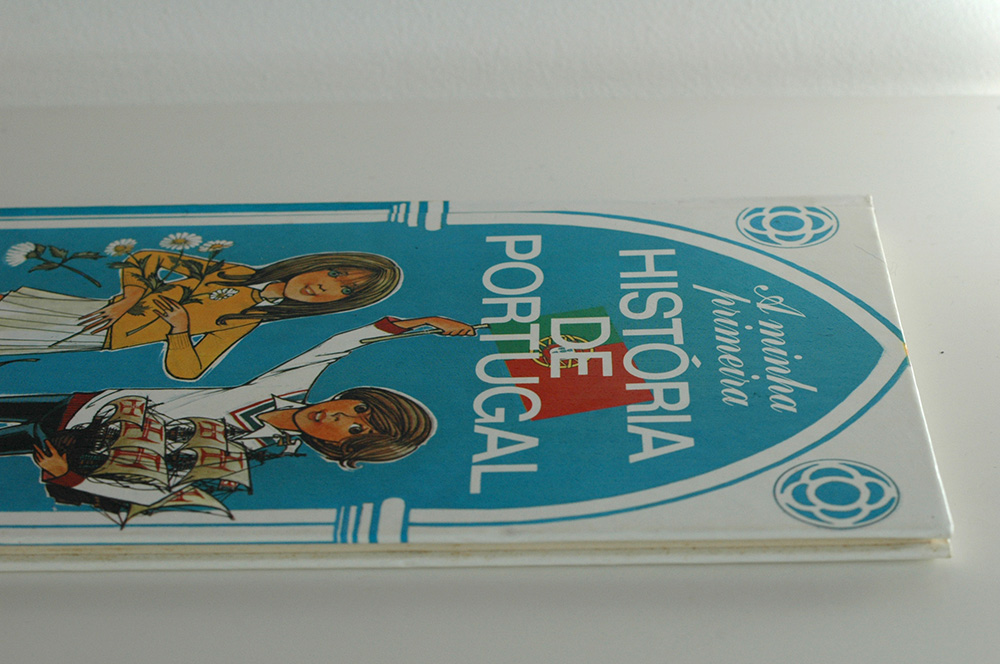 A minha
primeira
HISTÓRIA
DE
PORTUGAL